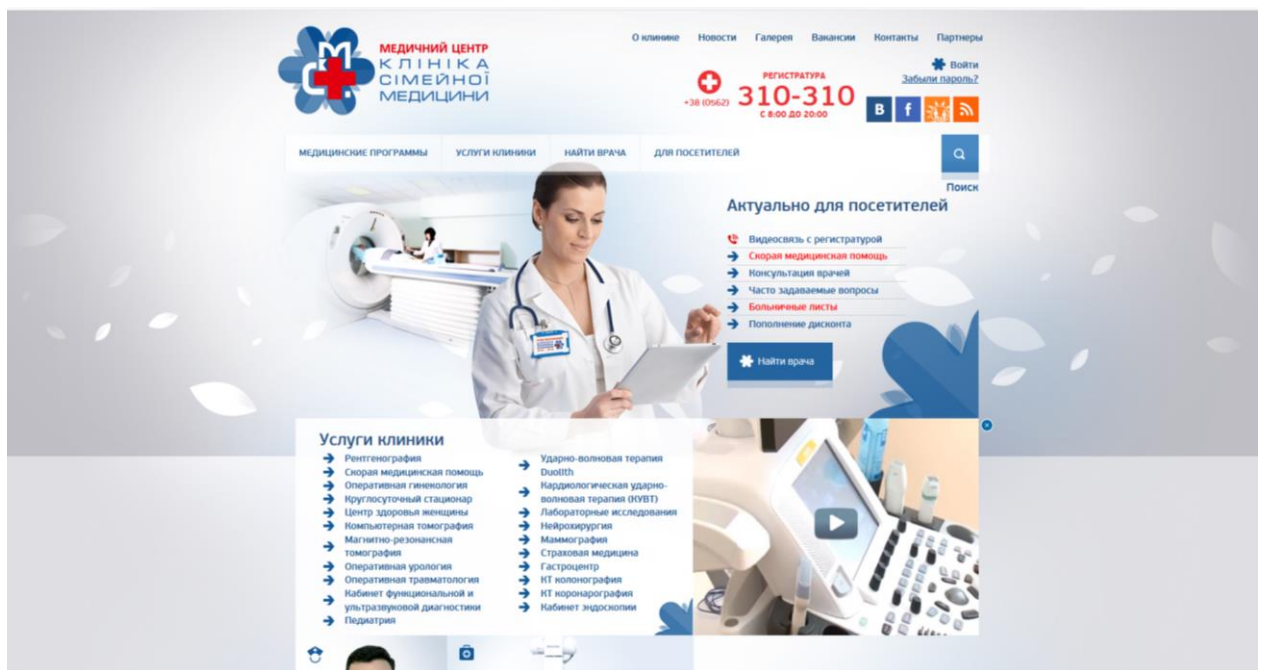 О клинике Новости Галерея Вакансии Контакты Партнеры
МЕДИЧНИЙ ЦЕНТР
КЛІНІКА
СІМЕЙНОЇ
МЕДИЦИНИ
РЕГИСТРАТУРА
+38 (0562) 310-310
С 8:00 ДО 20:00
Войти
Забыли пароль?
МЕДИЦИНСКИЕ ПРОГРАММЫ УСЛУГИ КЛИНИКИ НАЙТИ ВРАЧА ДЛЯ ПОСЕТИТЕЛЕЙ
Поиск
Актуально для посетителей
Видеосвязь с регистратурой
Скорая медицинская помощь
Консультация врачей
Часто задаваемые вопросы
Больничные листы
Пополнение дисконта
Найти врача
Услуги клиники
Рентгенография
Скорая медицинская помощь
Оперативная гинекология
Круглосуточный стационар
Центр здоровья женщины
Компьютерная томография
Магнитно-резонансная
томография
Оперативная урология
Оперативная травматология
Кабинет функциональной и
ультразвуковой диагностики
Педиатрия
Ударно-волновая терапия
Duolith
Кардиологическая ударно-
волновая терапия (КУВТ)
Лабораторные исследования
Нейрохирургия
Маммография
Страховая медицина
Гастроцентр
КТ колонография
КТ коронарография
Кабинет эндоскопии